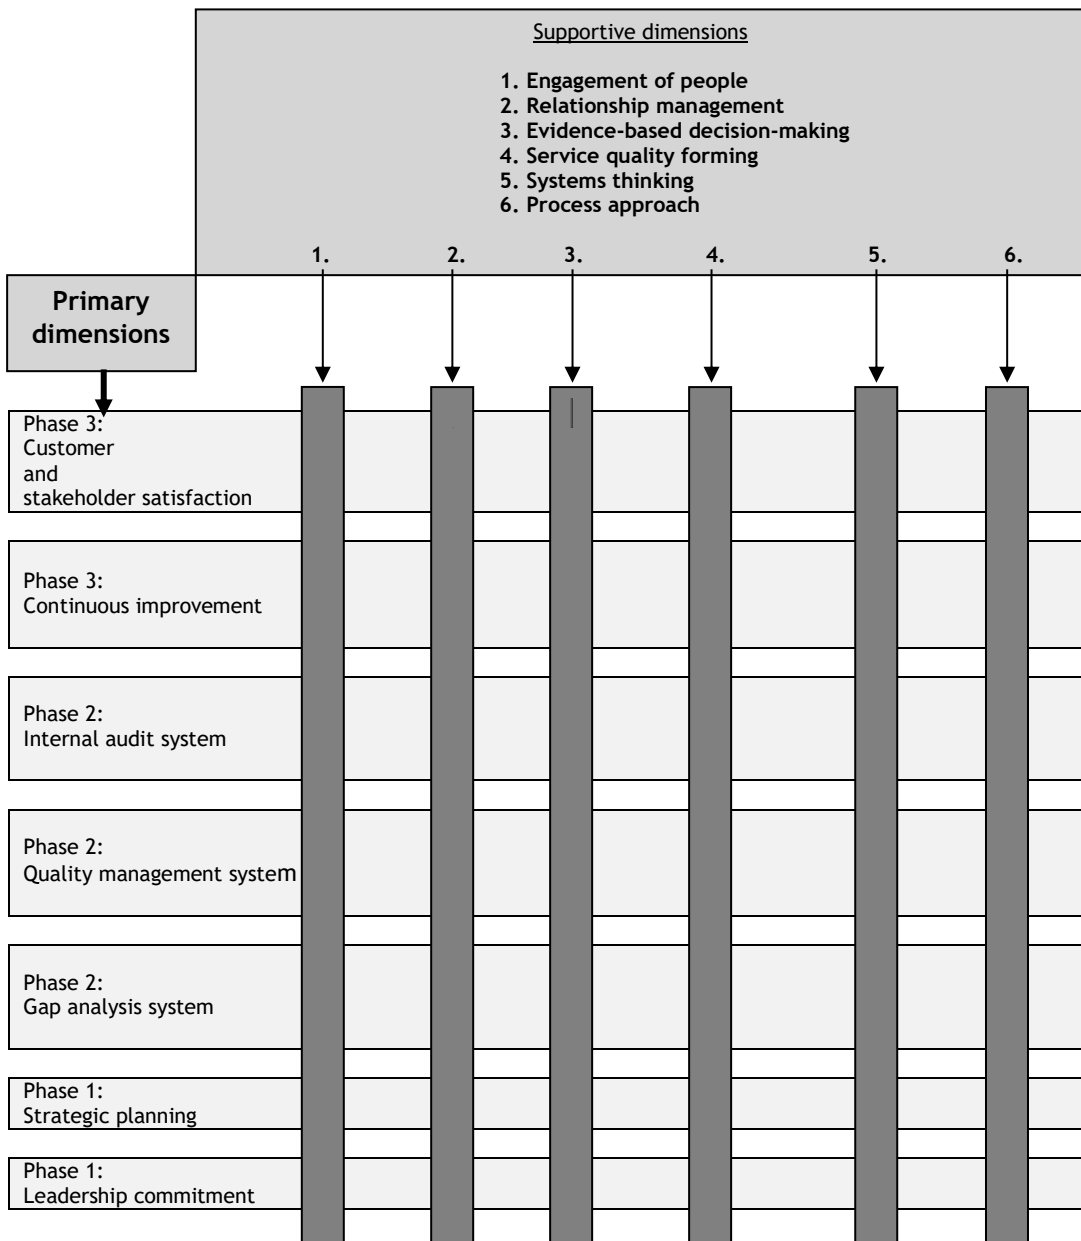 Supportive dimensions
1. Engagement of people
2. Relationship management
3. Evidence-based decision-making
4. Service quality forming
5. Systems thinking
6. Process approach
1. 2. 3. 4. 5. 6.
Primary
dimensions
Phase 3:
Customer
and
stakeholder satisfaction
Phase 3:
Continuous improvement
Phase 2:
Internal audit system
Phase 2:
Quality management system
Phase 2:
Gap analysis system
Phase 1:
Strategic planning
Phase 1:
Leadership commitment